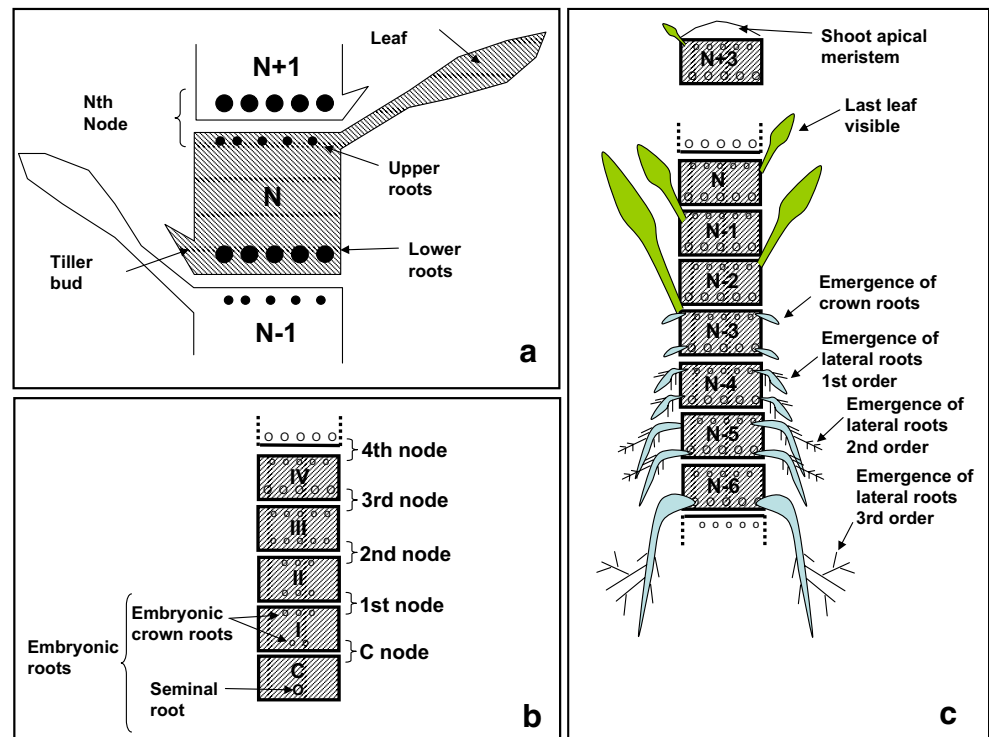 N+1
Leaf
Nth
Node
Upper
roots
N
Tiller
bud
Lower
roots
N-1
a
4th node
IV
3rd node
III
2nd node
II
1st node
Embryonic
crown roots
I
C node
Embryonic
roots
C
Seminal
root
b
Shoot apical
meristem
N+3
Last leaf
visible
N
N-1
N-2
Emergence of
crown roots
N-3
Emergence of
lateral roots
1st order
N-4
Emergence of
lateral roots
2nd order
N-5
Emergence of
lateral roots
3rd order
N-6
c